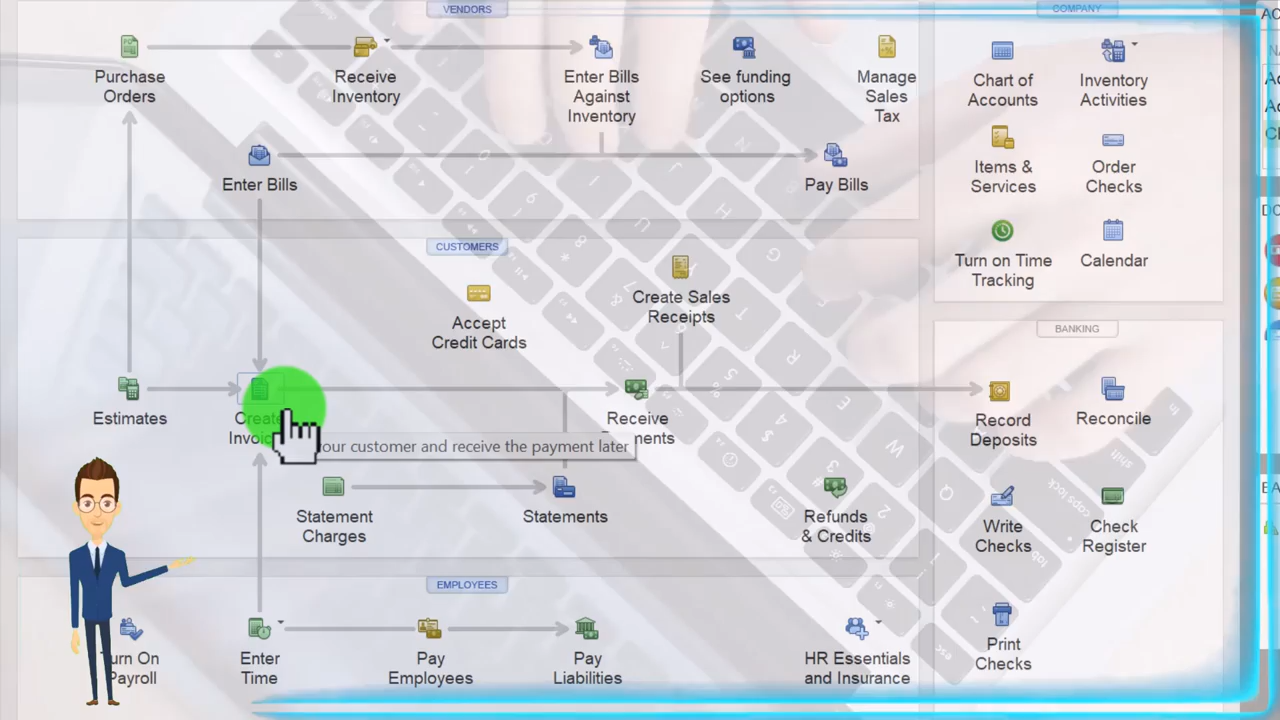 VENDORS
COMPANY
Purchase
Orders
Receive
Inventory
Enter Bills
Against
Inventory
See funding
options
Manage
Sales
Tax
Chart of
Accounts
Inventory
Activities
Enter Bills
Pay Bills
Items &
Services
Order
Checks
CUSTOMERS
Turn on Time
Tracking
Calendar
Accept
Credit Cards
Create Sales
Receipts
BANKING
Estimates
Create
Receive
Record
Deposits
Reconcile
our customer and receive the payment later
Statement
Charges
Statements
Refunds
& Credits
Write
Checks
Check
Register
EMPLOYEES
Enter
Time
Pay
Employees
Pay
Liabilities
HR Essentials
and Insurance
Print
Checks